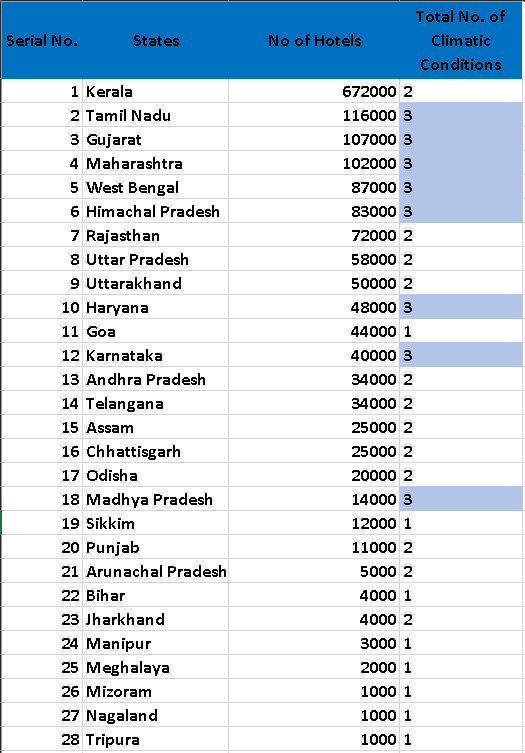 Serial No. States No of Hotels Total No. of Climatic Conditions
1 Kerala 672000 2
2 Tamil Nadu 116000 3
3 Gujarat 107000 3
4 Maharashtra 102000 3
5 West Bengal 87000 3
6 Himachal Pradesh 83000 3
7 Rajasthan 72000 2
8 Uttar Pradesh 58000 2
9 Uttarakhand 50000 2
10 Haryana 48000 3
11 Goa 44000 1
12 Karnataka 40000 3
13 Andhra Pradesh 34000 2
14 Telangana 34000 2
15 Assam 25000 2
16 Chhattisgarh 25000 2
17 Odisha 20000 2
18 Madhya Pradesh 14000 3
19 Sikkim 12000 1
20 Punjab 11000 2
21 Arunachal Pradesh 5000 2
22 Bihar 4000 1
23 Jharkhand 4000 2
24 Manipur 3000 1
25 Meghalaya 2000 1
26 Mizoram 1000 1
27 Nagaland 1000 1
28 Tripura 1000 1